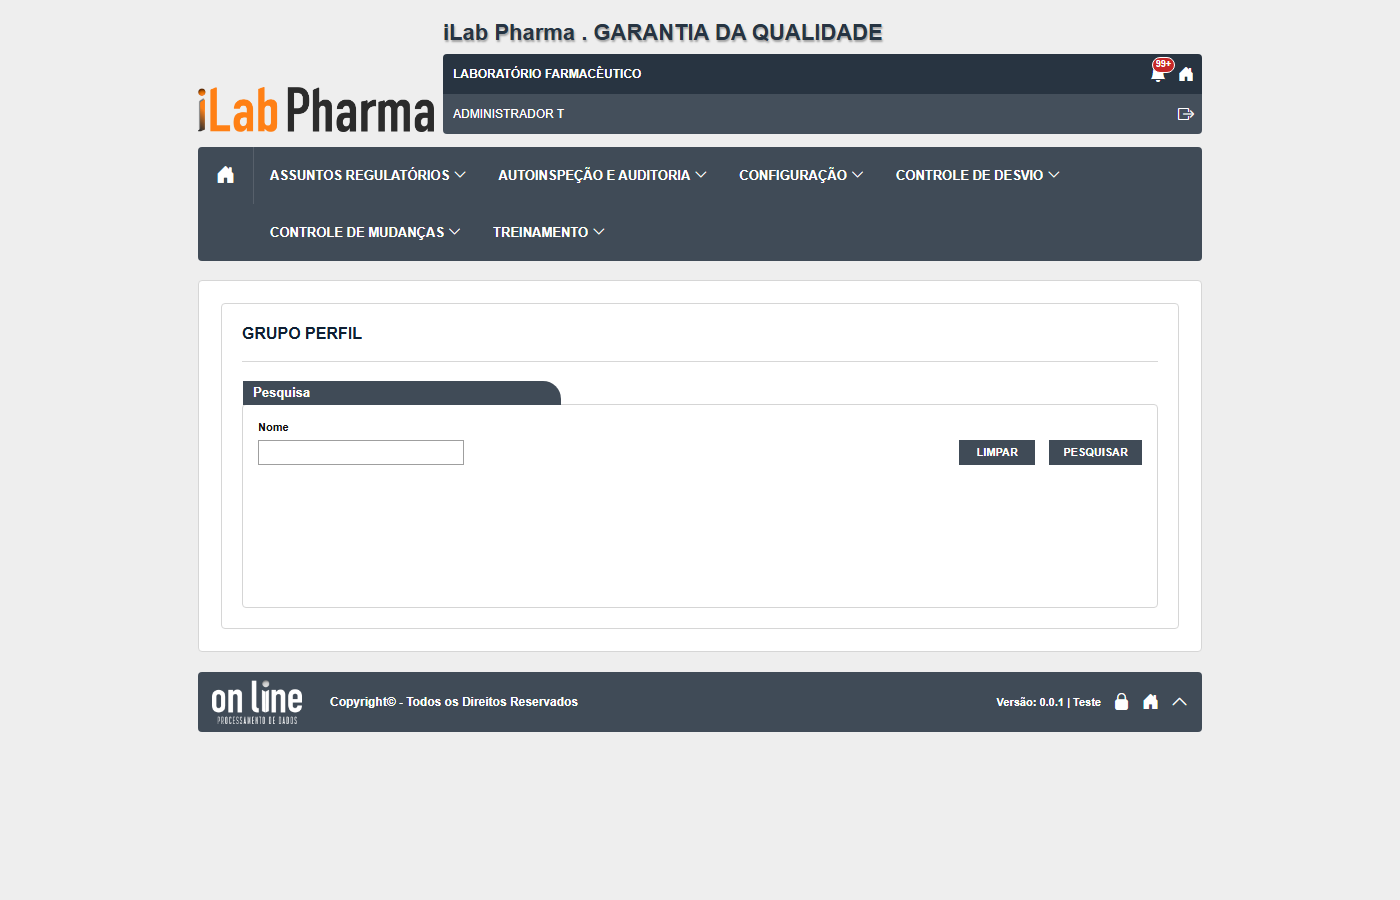 iLab Pharma . GARANTIA DA QUALIDADE
iLab Pharma
LABORATÓRIO FARMACÊUTICO
99+
ADMINISTRADOR T
ASSUNTOS REGULATÓRIOS
AUTOINSPEÇÃO E AUDITORIA
CONFIGURAÇÃO
CONTROLE DE DESVIO
CONTROLE DE MUDANÇAS
TREINAMENTO
GRUPO PERFIL
Pesquisa
Nome
LIMPAR
PESQUISAR
on line
PROCESSAMENTO DE DADOS
Copyright© - Todos os Direitos Reservados
Versão: 0.0.1 | Teste